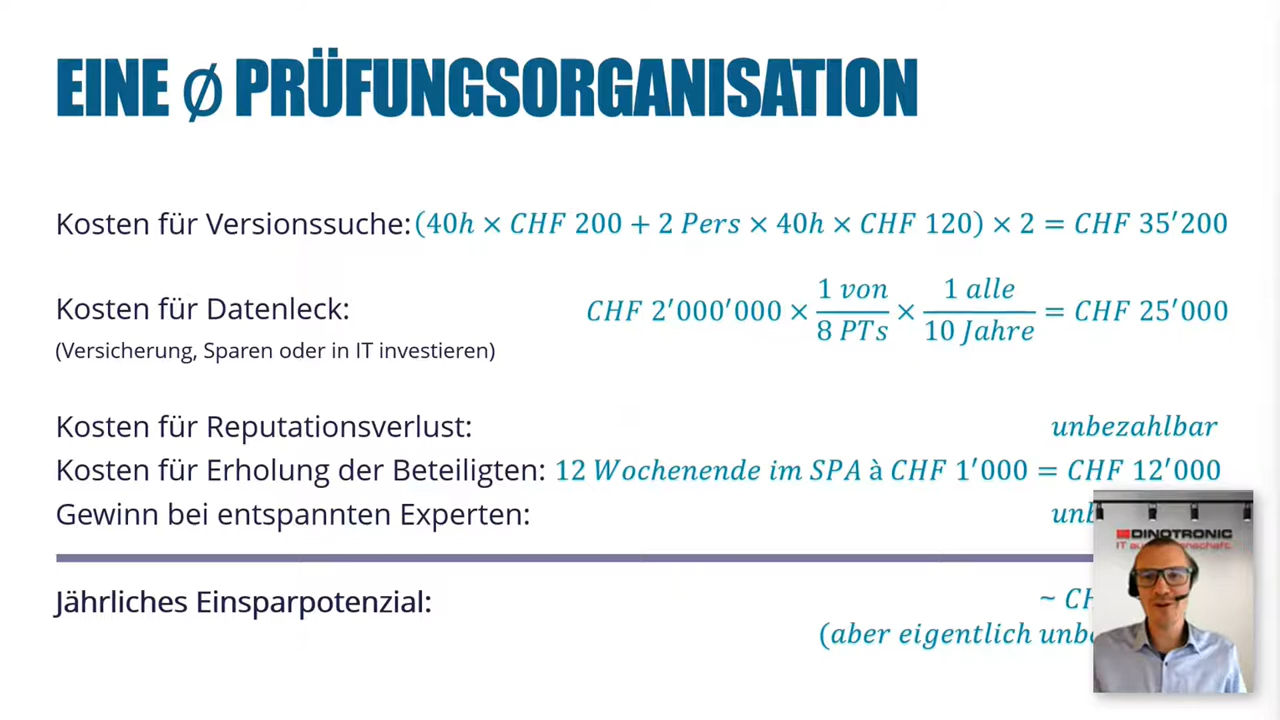 EINE Ø PRÜFUNGSORGANISATION
Kosten für Versionssuche: (40h × CHF 200 + 2 Pers × 40h × CHF 120) × 2 = CHF 35'200
Kosten für Datenleck: CHF 2'000'000 × 1 von / 8 PTs × 1 alle / 10 Jahre = CHF 25'000
(Versicherung, Sparen oder in IT investieren)
Kosten für Reputationsverlust: unbezahlbar
Kosten für Erholung der Beteiligten: 12 Wochenende im SPA à CHF 1'000 = CHF 12'000
Gewinn bei entspannten Experten:
Jährliches Einsparpotenzial: ~
(aber eigentlich
DINOTRONIC
IT